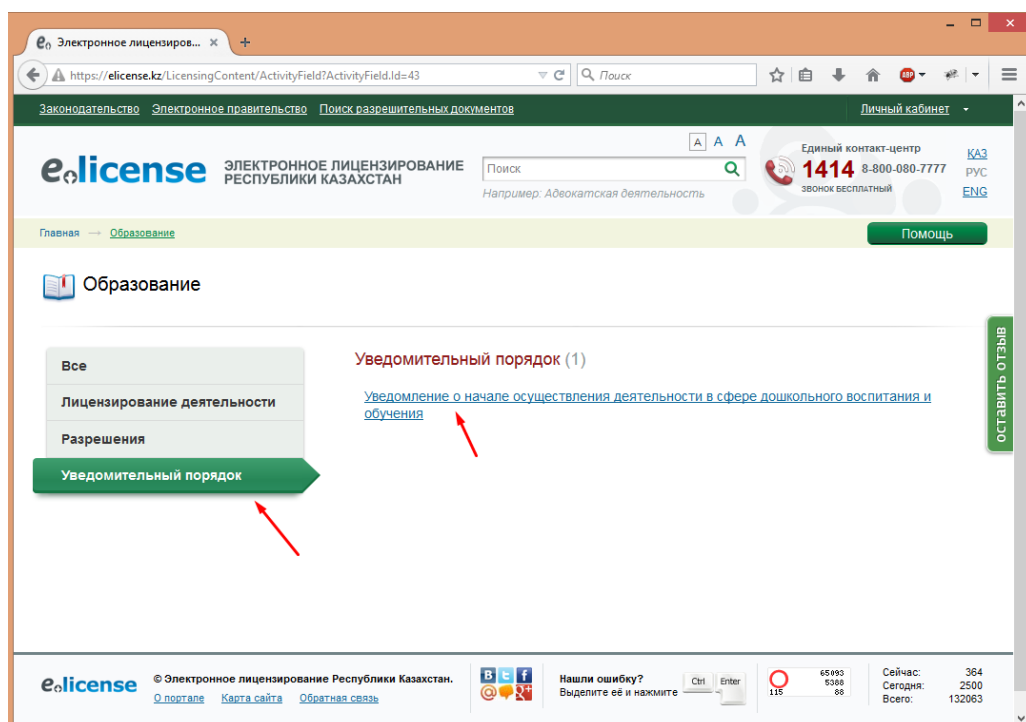 Электронное лицензиров...
https://elicense.kz/LicensingContent/ActivityField?ActivityField.Id=43
Поиск
ABP
Законодательство Электронное правительство Поиск разрешительных документов Личный кабинет
A A A
elicense
ЭЛЕКТРОННОЕ ЛИЦЕНЗИРОВАНИЕ
РЕСПУБЛИКИ КАЗАХСТАН
Поиск
Например: Адвокатская деятельность
Единый контакт-центр
1414 8-800-080-7777
ЗВОНОК БЕСПЛАТНЫЙ
ҚАЗ
РУС
ENG
Главная → Образование
Помощь
Образование
ОСТАВИТЬ ОТЗЫВ
Все
Лицензирование деятельности
Разрешения
Уведомительный порядок
Уведомительный порядок (1)
Уведомление о начале осуществления деятельности в сфере дошкольного воспитания и
обучения
elicense
© Электронное лицензирование Республики Казахстан.
О портале Карта сайта Обратная связь
Нашли ошибку?
Выделите её и нажмите
Ctrl Enter
65093
5388
115 88
Сейчас: 364
Сегодня: 2500
Всего: 132063